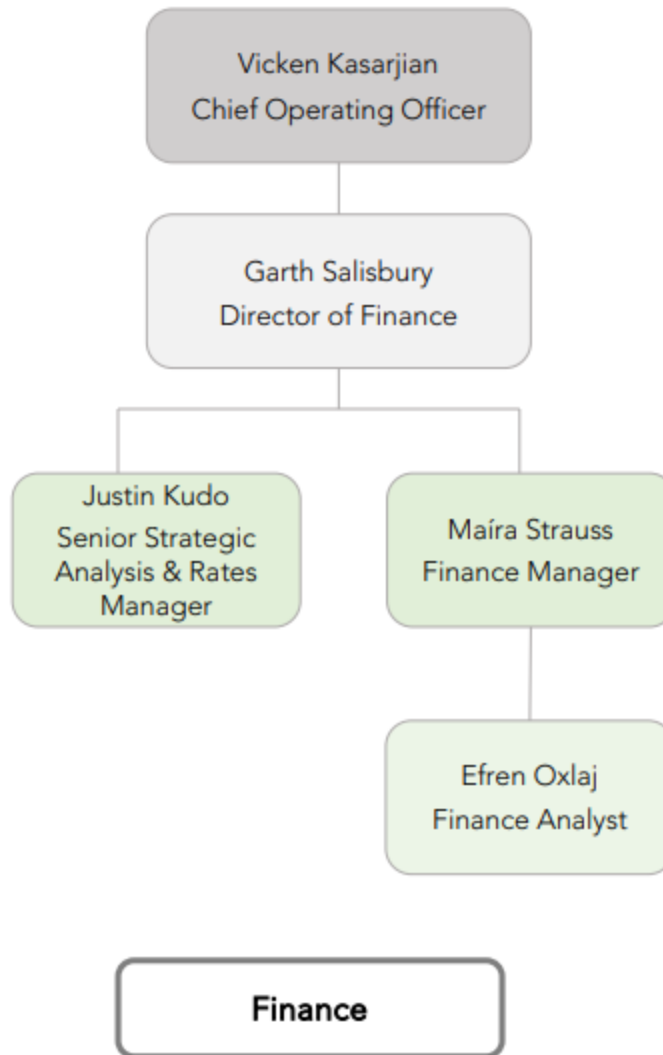 Vicken Kasarjian
Chief Operating Officer
Garth Salisbury
Director of Finance
Justin Kudo
Senior Strategic
Analysis & Rates
Manager
Maíra Strauss
Finance Manager
Efren Oxlaj
Finance Analyst
Finance